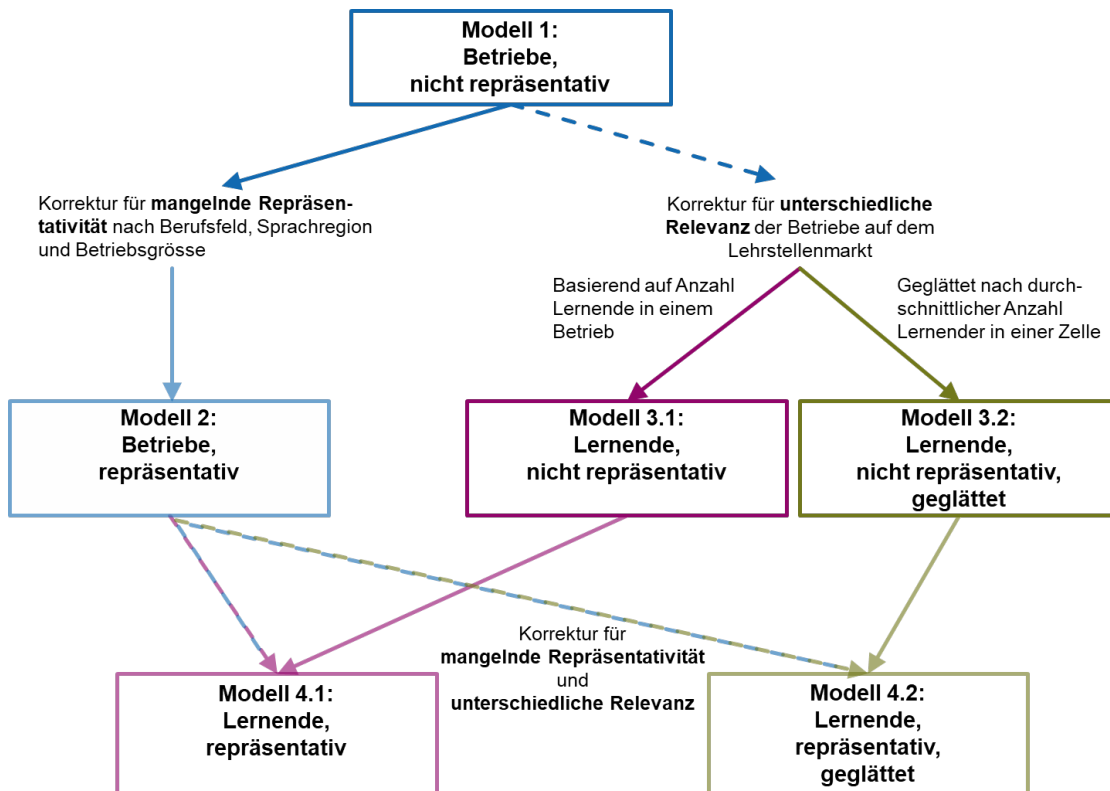 Modell 1:
Betriebe,
nicht repräsentativ
Korrektur für mangelnde Repräsen-
tativität nach Berufsfeld, Sprachregion
und Betriebsgrösse
Korrektur für unterschiedliche
Relevanz der Betriebe auf dem
Lehrstellenmarkt
Basierend auf Anzahl
Lernende in einem
Betrieb
Geglättet nach durch-
schnittlicher Anzahl
Lernender in einer Zelle
Modell 2:
Betriebe,
repräsentativ
Modell 3.1:
Lernende,
nicht repräsentativ
Modell 3.2:
Lernende,
nicht repräsentativ,
geglättet
Korrektur für
mangelnde Repräsentativität
und
unterschiedliche Relevanz
Modell 4.1:
Lernende,
repräsentativ
Modell 4.2:
Lernende,
repräsentativ,
geglättet